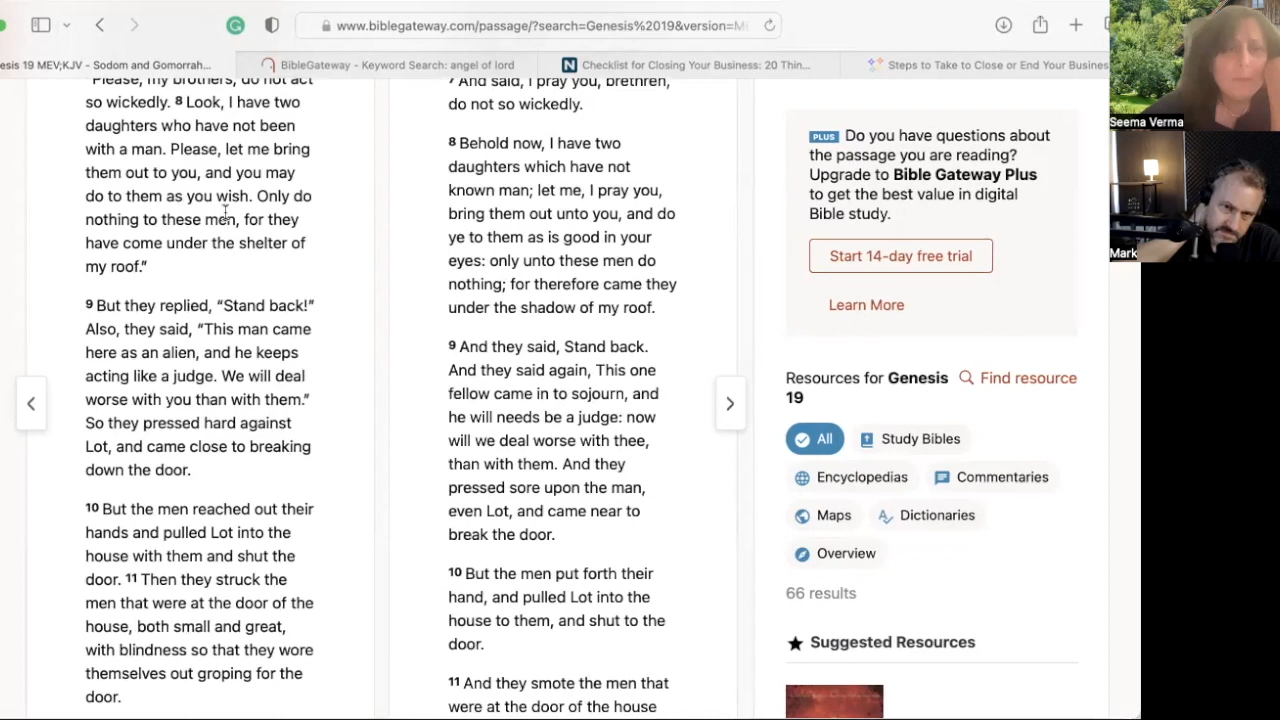 www.biblegateway.com/passage/?search=Genesis%2019&version=M
esis 19 MEV;KJV - Sodom and Gomorrah...
BibleGateway - Keyword Search: angel of lord
N
Checklist for Closing Your Business: 20 Thin...
Steps to Take to Close or End Your Busines
"Please, my brothers, do not act
so wickedly. 8 Look, I have two
daughters who have not been
with a man. Please, let me bring
them out to you, and you may
do to them as you wish. Only do
nothing to these men, for they
have come under the shelter of
my roof.”
9 But they replied, “Stand back!”
Also, they said, “This man came
here as an alien, and he keeps
acting like a judge. We will deal
worse with you than with them.”
So they pressed hard against
Lot, and came close to breaking
down the door.
10 But the men reached out their
hands and pulled Lot into the
house with them and shut the
door. 11 Then they struck the
men that were at the door of the
house, both small and great,
with blindness so that they wore
themselves out groping for the
door.
7 And said, I pray you, brethren,
do not so wickedly.
8 Behold now, I have two
daughters which have not
known man; let me, I pray you,
bring them out unto you, and do
ye to them as is good in your
eyes: only unto these men do
nothing; for therefore came they
under the shadow of my roof.
9 And they said, Stand back.
And they said again, This one
fellow came in to sojourn, and
he will needs be a judge: now
will we deal worse with thee,
than with them. And they
pressed sore upon the man,
even Lot, and came near to
break the door.
10 But the men put forth their
hand, and pulled Lot into the
house to them, and shut to the
door.
11 And they smote the men that
were at the door of the house
PLUS Do you have questions about
the passage you are reading?
Upgrade to Bible Gateway Plus
to get the best value in digital
Bible study.
Start 14-day free trial
Learn More
Resources for Genesis
19
Find resource
All
Study Bibles
Encyclopedias
Commentaries
Maps
Dictionaries
Overview
66 results
Suggested Resources
Seema Verma
Mark